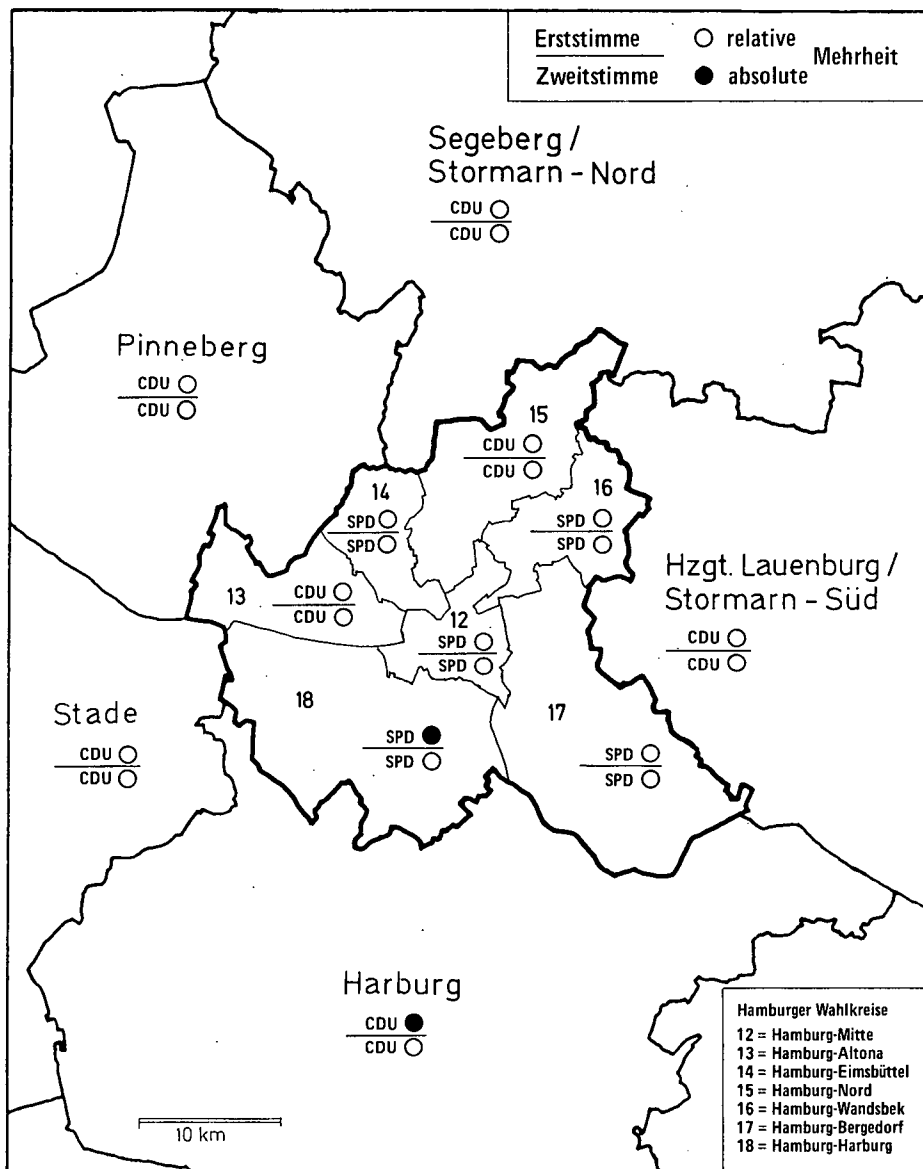 Erststimme ○ relative Mehrheit
Zweitstimme ● absolute
Segeberg /
Stormarn - Nord
CDU ○
CDU ○
Pinneberg
CDU ○
CDU ○
15
CDU ○
CDU ○
14
SPD ○
SPD ○
16
SPD ○
SPD ○
Hzgt. Lauenburg /
Stormarn - Süd
CDU ○
CDU ○
13
CDU ○
CDU ○
12
SPD ○
SPD ○
18
SPD ●
SPD ○
17
SPD ○
SPD ○
Stade
CDU ○
CDU ○
Harburg
CDU ●
CDU ○
10 km
Hamburger Wahlkreise
12 = Hamburg-Mitte
13 = Hamburg-Altona
14 = Hamburg-Eimsbüttel
15 = Hamburg-Nord
16 = Hamburg-Wandsbek
17 = Hamburg-Bergedorf
18 = Hamburg-Harburg